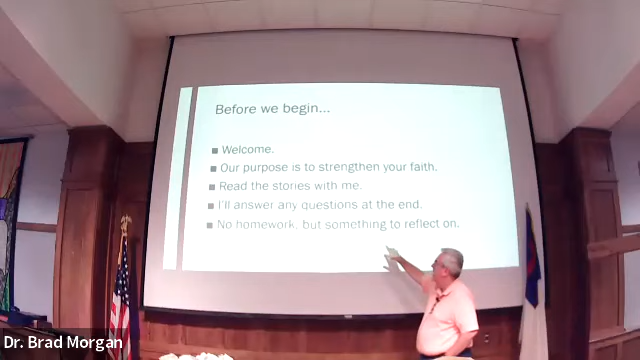 Before we begin...
■ Welcome.
■ Our purpose is to strengthen your faith.
■ Read the stories with me.
■ I'll answer any questions at the end.
■ No homework, but something to reflect on.
Dr. Brad Morgan